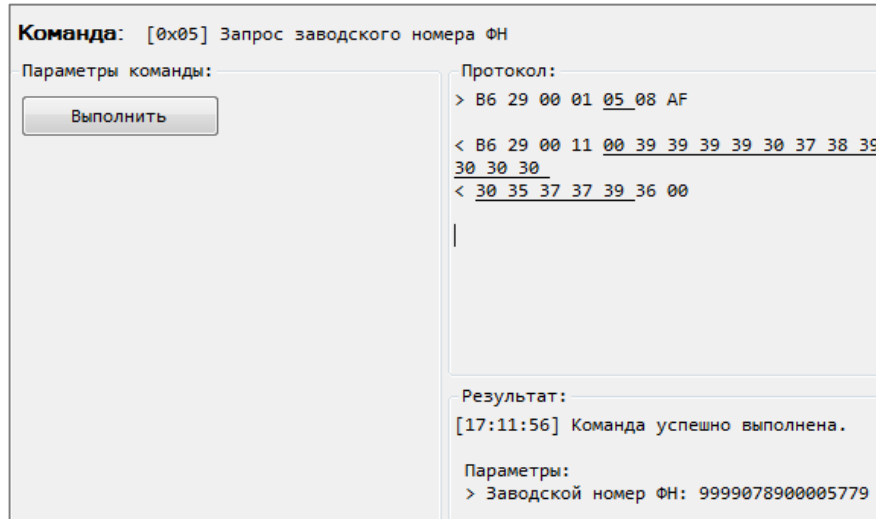 Команда: [0x05] Запрос заводского номера ФН
Параметры команды:
Выполнить
Протокол:
> B6 29 00 01 05 08 AF
< B6 29 00 11 00 39 39 39 39 30 37 38 39
30 30 30
< 30 35 37 37 39 36 00
Результат:
[17:11:56] Команда успешно выполнена.
Параметры:
> Заводской номер ФН: 9999078900005779